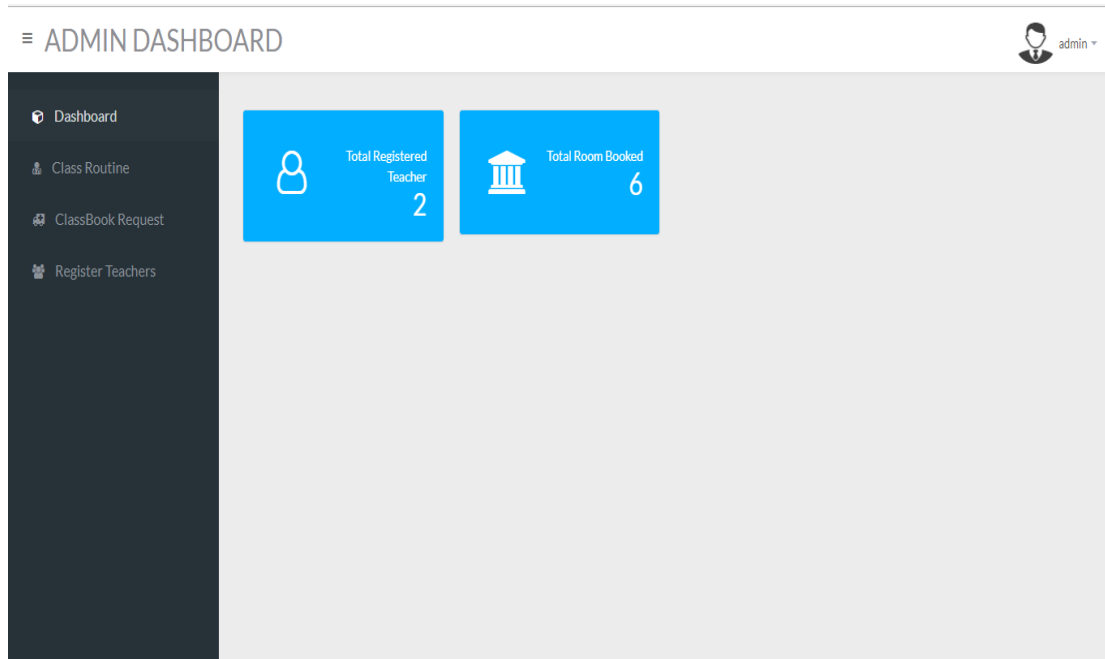 ADMIN DASHBOARD
admin
Dashboard
Class Routine
ClassBook Request
Register Teachers
Total Registered
Teacher
2
Total Room Booked
6